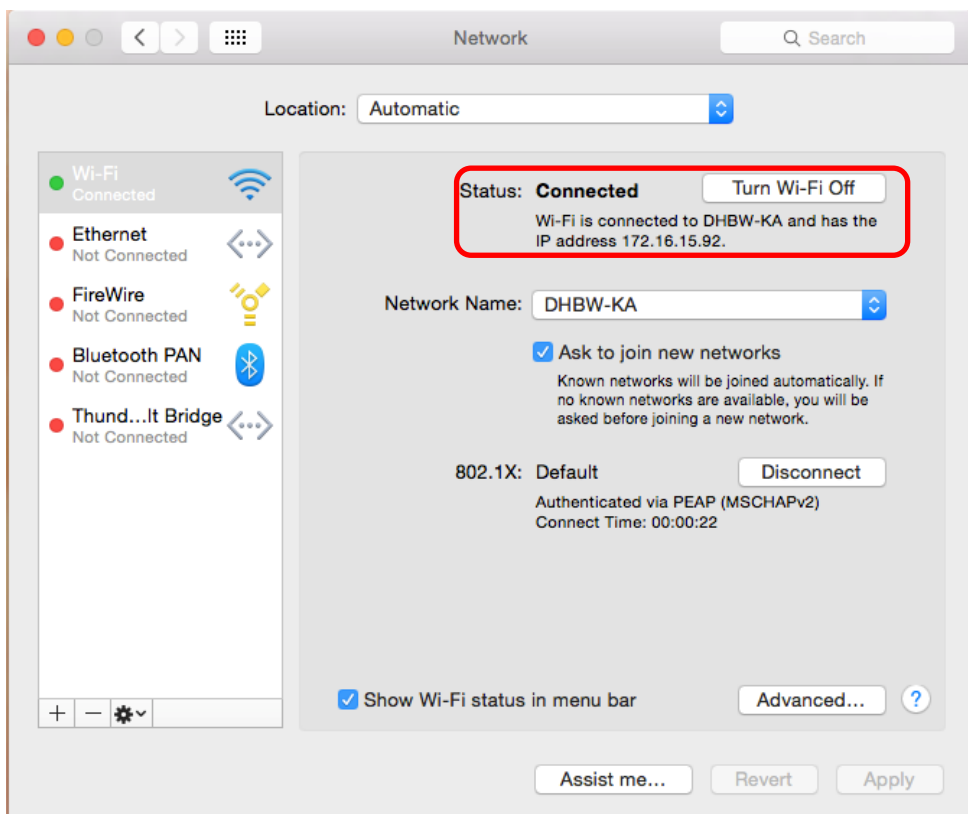 Network
Search
Location: Automatic
Wi-Fi
Connected
Ethernet
Not Connected
FireWire
Not Connected
Bluetooth PAN
Not Connected
Thund...lt Bridge
Not Connected
Status: Connected
Turn Wi-Fi Off
Wi-Fi is connected to DHBW-KA and has the
IP address 172.16.15.92.
Network Name: DHBW-KA
Ask to join new networks
Known networks will be joined automatically. If
no known networks are available, you will be
asked before joining a new network.
802.1X: Default
Disconnect
Authenticated via PEAP (MSCHAPv2)
Connect Time: 00:00:22
Show Wi-Fi status in menu bar
Advanced...
?
Assist me...
Revert
Apply